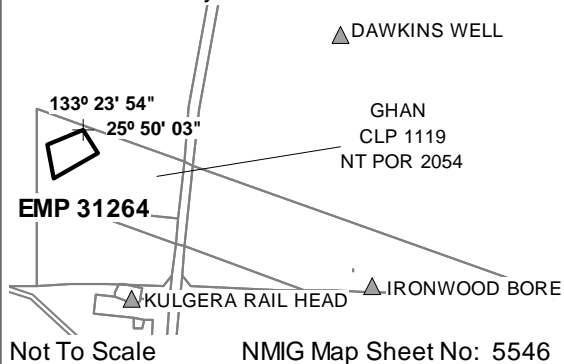 DAWKINS WELL
133º 23' 54"
25º 50' 03"
GHAN
CLP 1119
NT POR 2054
EMP 31264
IRONWOOD BORE
KULGERA RAIL HEAD
Not To Scale
NMIG Map Sheet No: 5546